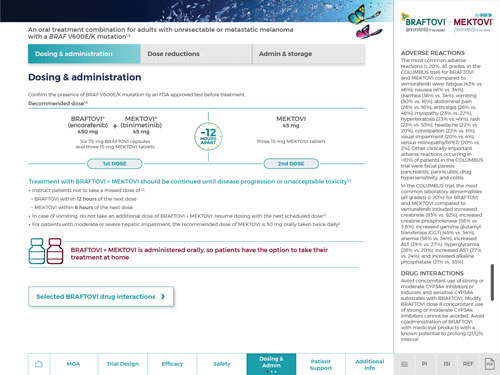 An oral treatment combination for adults with unresectable or metastatic melanoma
with a BRAF V600E/K mutation¹,²
Dosing & administration
Dose reductions
Admin & storage
Dosing & administration
Confirm the presence of BRAF V600E/K mutation by an FDA approved test before treatment.
Recommended dose¹,²
BRAFTOVI®
(encorafenib)
450 mg
+
MEKTOVI®
(binimetinib)
45 mg
Six 75-mg BRAFTOVI capsules
and three 15-mg MEKTOVI tablets
1st DOSE
~12
HOURS
APART
MEKTOVI
45 mg
Three 15-mg MEKTOVI tablets
2nd DOSE
Treatment with BRAFTOVI + MEKTOVI should be continued until disease progression or unacceptable toxicity¹,²
• Instruct patients not to take a missed dose of¹,²:
- BRAFTOVI within 12 hours of the next dose
- MEKTOVI within 6 hours of the next dose
• In case of vomiting, do not take an additional dose of BRAFTOVI + MEKTOVI, resume dosing with the next scheduled dose¹,²
• For patients with moderate or severe hepatic impairment, the recommended dose of MEKTOVI is 30 mg orally taken twice daily²
BRAFTOVI + MEKTOVI is administered orally, so patients have the option to take their
treatment at home
Selected BRAFTOVI drug interactions
MOA
Trial Design
Efficacy
Safety
Dosing &
Admin
Patient
Support
Additional
Info
BRAFTOVI® + MEKTOVI®
(encorafenib)
(binimetinib)
ADVERSE REACTIONS
The most common adverse
reactions (≥ 20%, all grades, in the
COLUMBUS trial) for BRAFTOVI
and MEKTOVI compared to
vemurafenib were: fatigue (43% vs
46%), nausea (41% vs 34%),
diarrhea (36% vs 34%), vomiting
(30% vs 16%), abdominal pain
(28% vs 16%), arthralgia (26% vs
46%), myopathy (23% vs 22%),
hyperkeratosis (23% vs 49%), rash
(22% vs 53%), headache (22% vs
20%), constipation (22% vs 6%),
visual impairment (20% vs 4%),
serous retinopathy/RPED (20% vs
2%). Other clinically important
adverse reactions occurring in
<10% of patients in the COLUMBUS
trial were facial paresis,
pancreatitis, panniculitis, drug
hypersensitivity, and colitis.
In the COLUMBUS trial, the most
common laboratory abnormalities
(all grades) (≥ 20%) for BRAFTOVI
and MEKTOVI compared to
vemurafenib included increased
creatinine (93% vs 92%), increased
creatine phosphokinase (58% vs
3.8%), increased gamma glutamyl
transferase (GGT) (45% vs 34%),
anemia (36% vs 34%), increased
ALT (29% vs 27%), hyperglycemia
(28% vs 20%), increased AST (27%
vs 24%), and increased alkaline
phosphatase (21% vs 35%).
DRUG INTERACTIONS
Avoid concomitant use of strong or
moderate CYP3A4 inhibitors or
inducers and sensitive CYP3A4
substrates with BRAFTOVI. Modify
BRAFTOVI dose if concomitant use
of strong or moderate CYP3A4
inhibitors cannot be avoided. Avoid
coadministration of BRAFTOVI
with medicinal products with a
known potential to prolong QT/QTc
interval
PI
ISI
REF